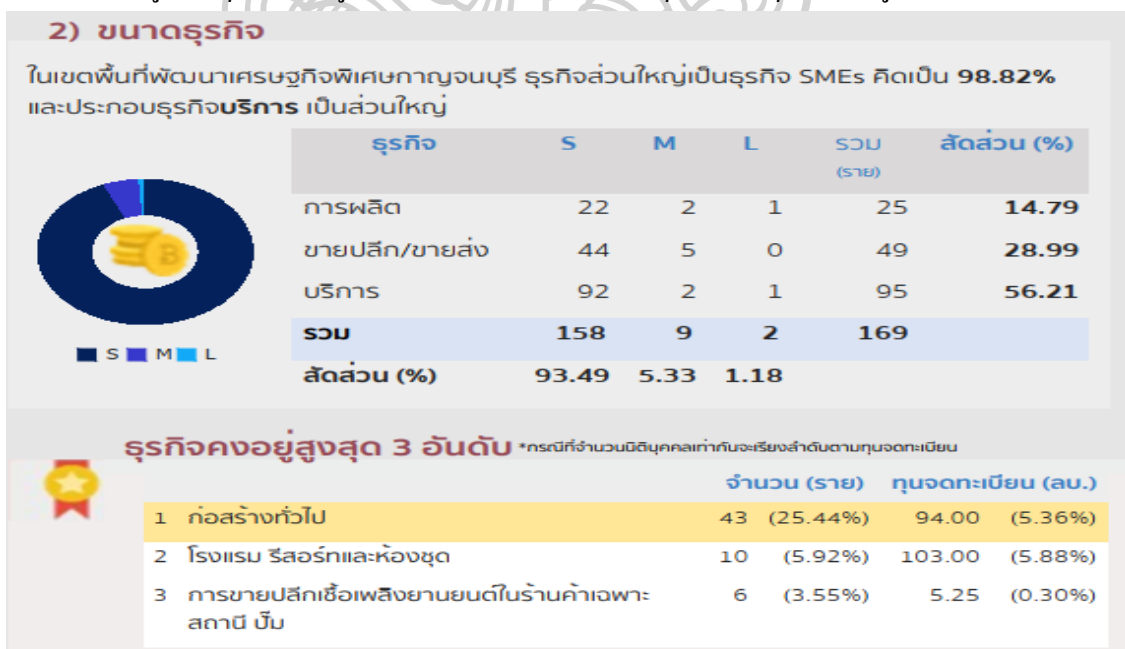 2) ขนาดธุรกิจ
ในเขตพื้นที่พัฒนาเศรษฐกิจพิเศษกาญจนบุรี ธุรกิจส่วนใหญ่เป็นธุรกิจ SMEs คิดเป็น 98.82%
และประกอบธุรกิจบริการ เป็นส่วนใหญ่
ธุรกิจ S M L รวม (ราย) สัดส่วน (%)
การผลิต 22 2 1 25 14.79
ขายปลีก/ขายส่ง 44 5 0 49 28.99
บริการ 92 2 1 95 56.21
รวม 158 9 2 169
สัดส่วน (%) 93.49 5.33 1.18
S M L
ธุรกิจคงอยู่สูงสุด 3 อันดับ *กรณีที่จำนวนนิติบุคคลเท่ากันจะเรียงลำดับตามทุนจดทะเบียน
จำนวน (ราย) ทุนจดทะเบียน (ลบ.)
1 ก่อสร้างทั่วไป 43 (25.44%) 94.00 (5.36%)
2 โรงแรม รีสอร์ทและห้องชุด 10 (5.92%) 103.00 (5.88%)
3 การขายปลีกเชื้อเพลิงยานยนต์ในร้านค้าเฉพาะ 6 (3.55%) 5.25 (0.30%)
สถานี ปั๊ม